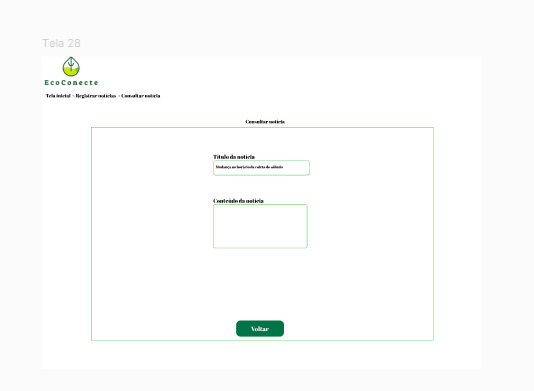 Tela 28
EcoConecte
Tela inicial > Registrar notícias > Consultar notícia
Consultar notícia
Título da notícia
Mudança no horário da coleta de sábado
Conteúdo da notícia
Voltar